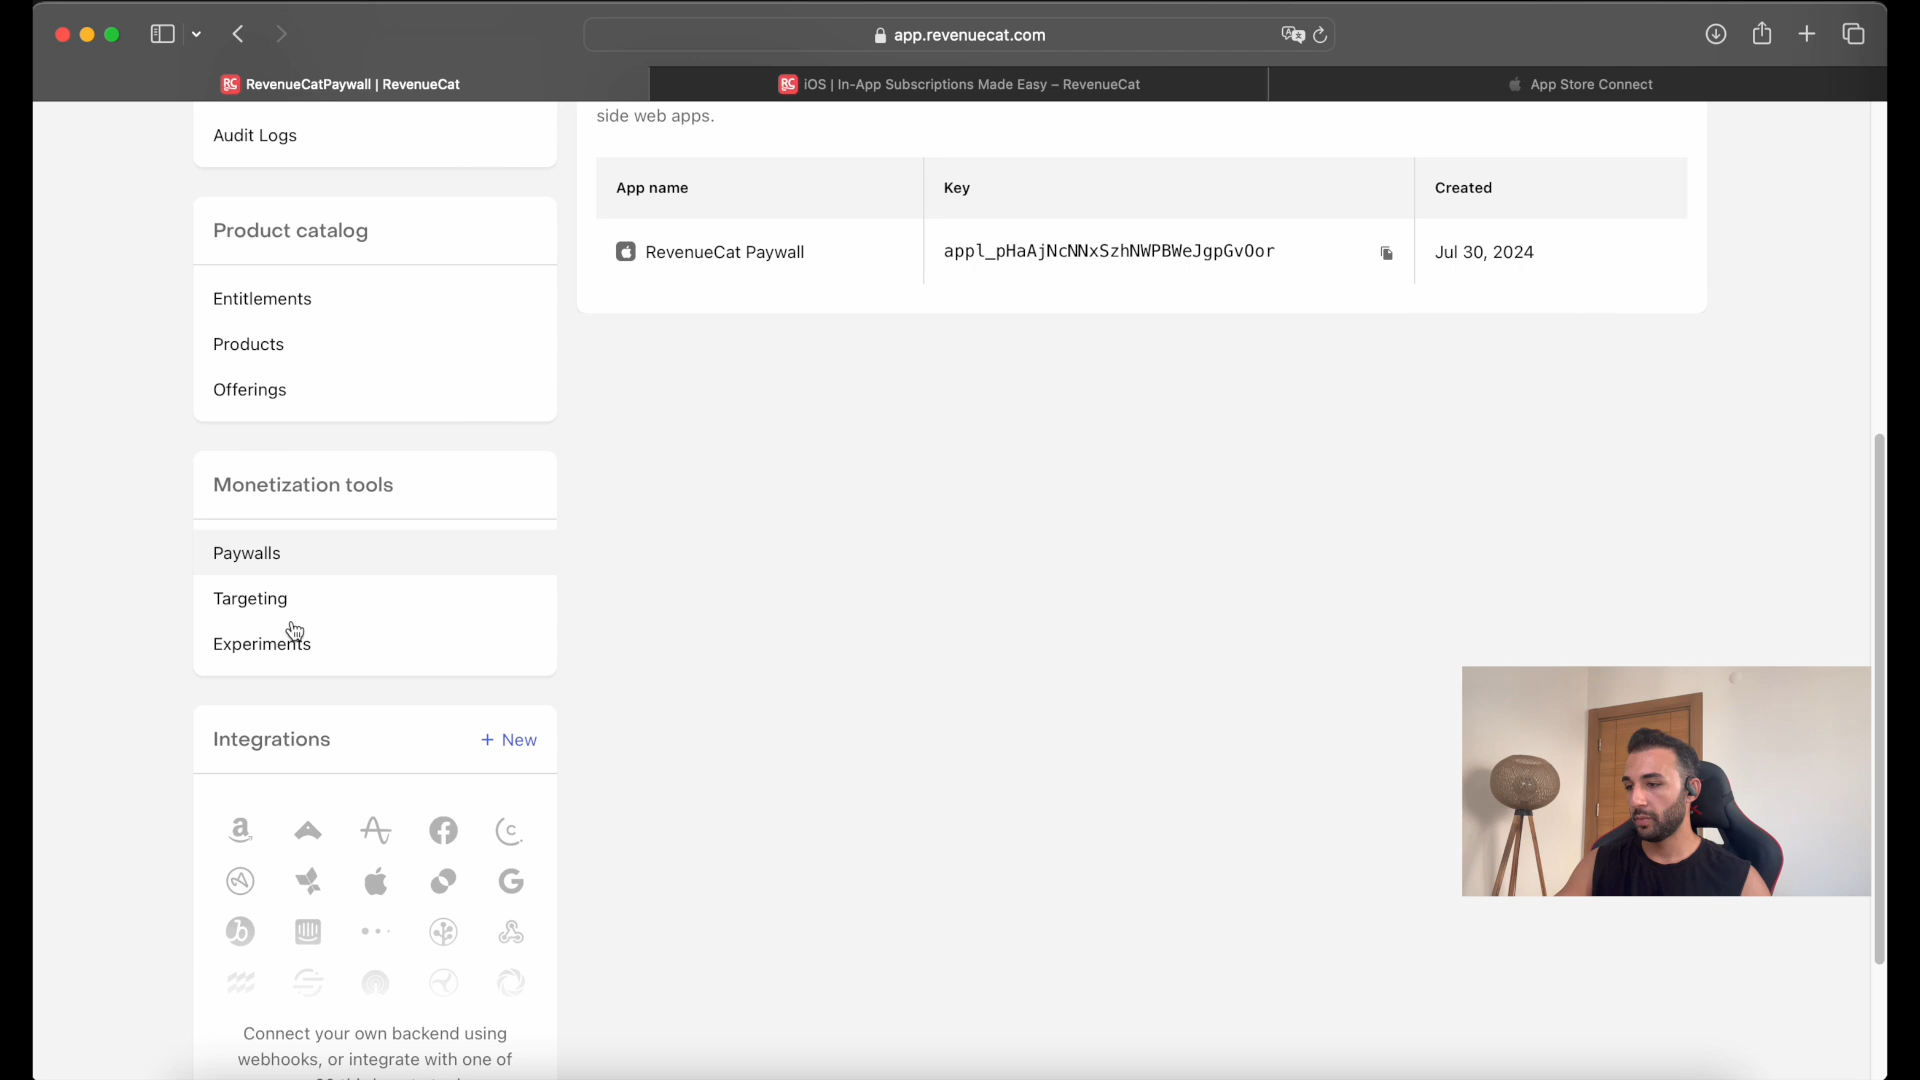 app.revenuecat.com
RC RevenueCatPaywall | RevenueCat
RC iOS | In-App Subscriptions Made Easy – RevenueCat
App Store Connect
side web apps.
Audit Logs
App name
Key
Created
RevenueCat Paywall
appl_pHaAjNcNNxSzhNWPBWeJgpGvOor
Jul 30, 2024
Product catalog
Entitlements
Products
Offerings
Monetization tools
Paywalls
Targeting
Experiments
Integrations
+ New
Connect your own backend using
webhooks, or integrate with one of